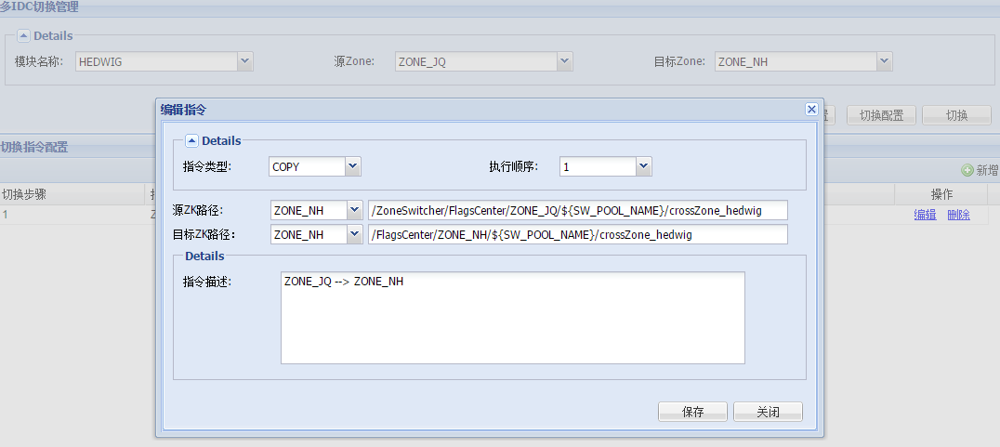 多IDC切换管理
Details
模块名称: HEDWIG 源Zone: ZONE_JQ 目标Zone: ZONE_NH
切换配置 切换
编辑指令
切换指令配置
Details
指令类型: COPY 执行顺序: 1
新增
切换步骤 操作
源ZK路径: ZONE_NH /ZoneSwitcher/FlagsCenter/ZONE_JQ/${SW_POOL_NAME}/crossZone_hedwig
1 编辑 删除
目标ZK路径: ZONE_NH /FlagsCenter/ZONE_NH/${SW_POOL_NAME}/crossZone_hedwig
Details
指令描述: ZONE_JQ --> ZONE_NH
保存 关闭